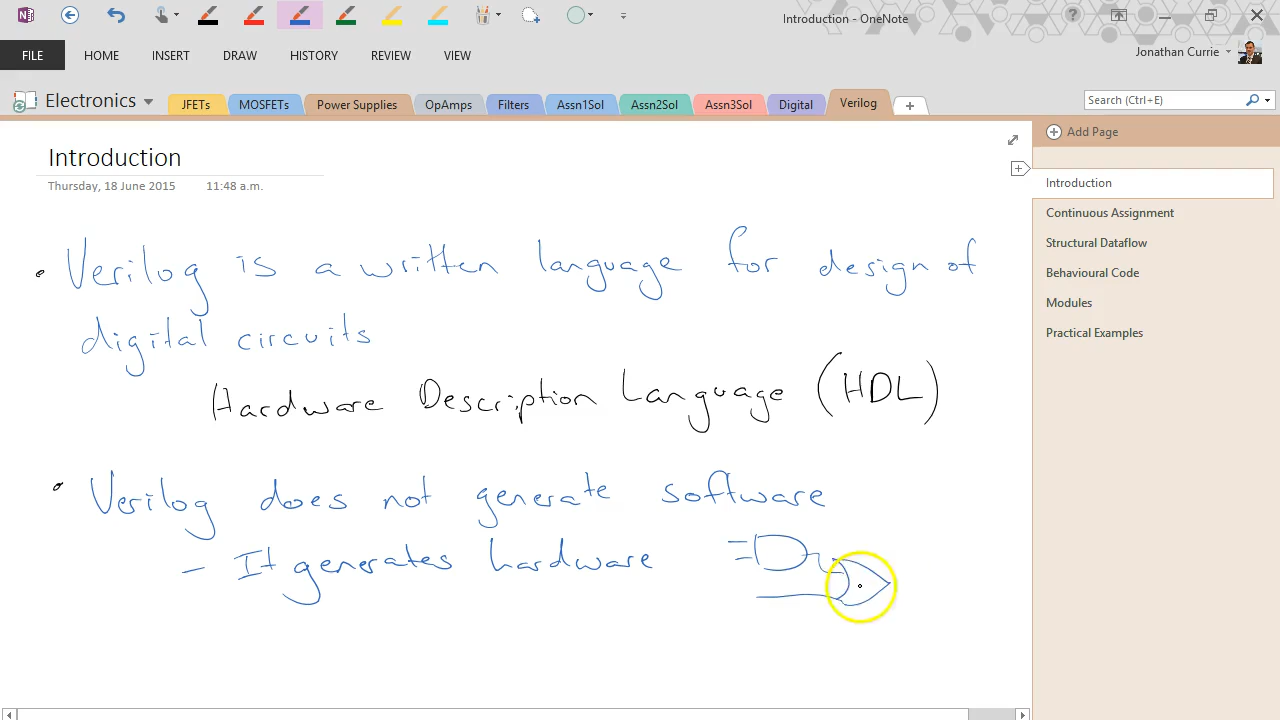 Introduction - OneNote
?
FILE
HOME
INSERT
DRAW
HISTORY
REVIEW
VIEW
Jonathan Currie
Electronics
JFETs
MOSFETs
Power Supplies
OpAmps
Filters
Assn1Sol
Assn2Sol
Assn3Sol
Digital
Verilog
Search (Ctrl+E)
Add Page
Introduction
Thursday, 18 June 2015 11:48 a.m.
• Verilog is a written language for design of
digital circuits
Hardware Description Language (HDL)
• Verilog does not generate software
- It generates hardware
Introduction
Continuous Assignment
Structural Dataflow
Behavioural Code
Modules
Practical Examples